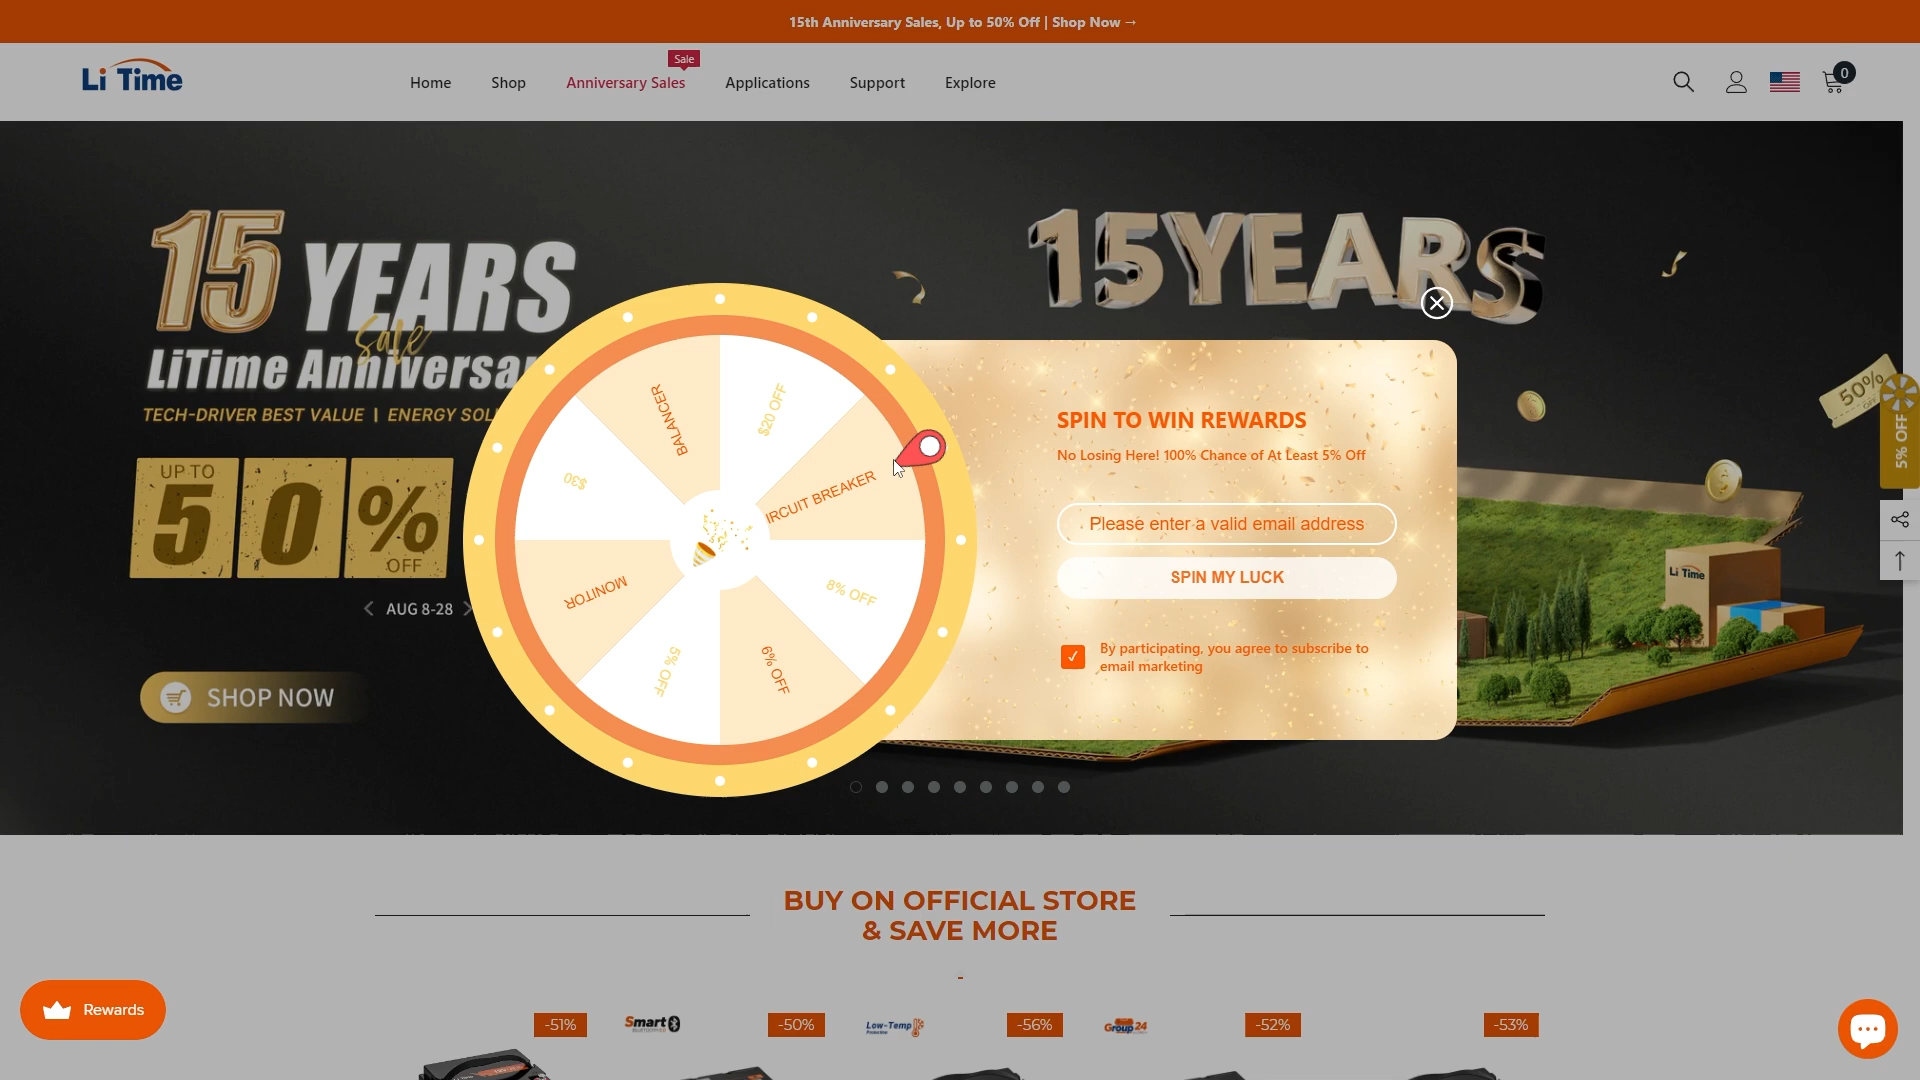 15th Anniversary Sales, Up to 50% Off | Shop Now →
Li Time
Home
Shop
Anniversary Sales
Sale
Applications
Support
Explore
0
15 YEARS
Sale
LiTime Anniversa
TECH-DRIVER BEST VALUE | ENERGY SOL
UP TO
50%
OFF
AUG 8-28
SHOP NOW
15YEARS
50%
5% OFF
Li Time
BALANCER
$20 OFF
IRCUIT BREAKER
8% OFF
6% OFF
5% OFF
MONITOR
$30
SPIN TO WIN REWARDS
No Losing Here! 100% Chance of At Least 5% Off
Please enter a valid email address
SPIN MY LUCK
By participating, you agree to subscribe to
email marketing
BUY ON OFFICIAL STORE
& SAVE MORE
-51%
Smart
-50%
Low-Temp
-56%
Group24
-52%
-53%
Rewards